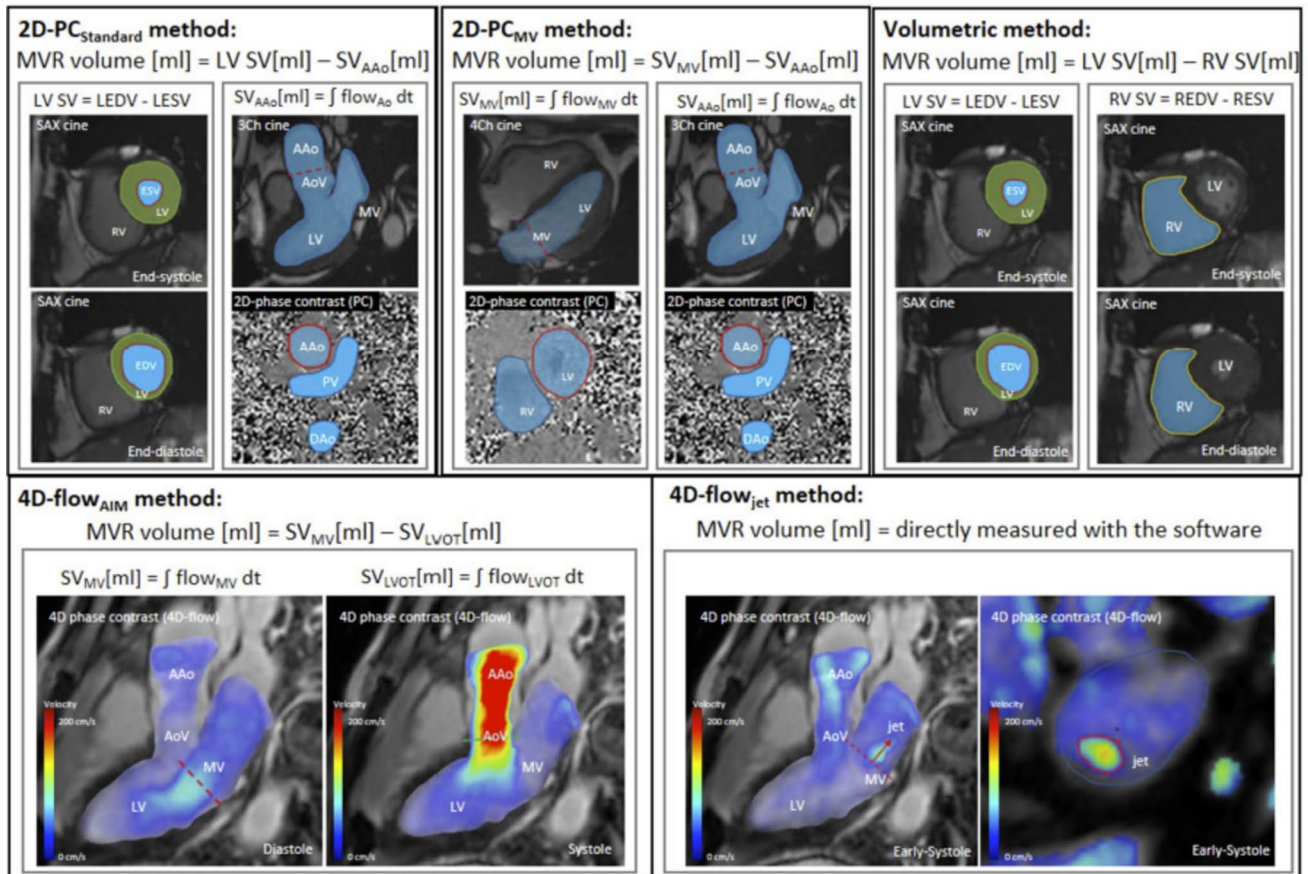 2D-PCStandard method:
MVR volume [ml] = LV SV[ml] – SVAAo[ml]
LV SV = LEDV - LESV
SAX cine
ESV
LV
RV
End-systole
SAX cine
EDV
LV
RV
End-diastole
SVAAo[ml] = ∫ flowAo dt
3Ch cine
AAo
AoV
MV
LV
2D-phase contrast (PC)
AAo
PV
DAo
2D-PCMV method:
MVR volume [ml] = SVMV[ml] – SVAAo[ml]
SVMV[ml] = ∫ flowMV dt
4Ch cine
RV
LV
MV
2D-phase contrast (PC)
LV
RV
SVAAo[ml] = ∫ flowAo dt
3Ch cine
AAo
AoV
MV
LV
2D-phase contrast (PC)
AAo
PV
DAo
Volumetric method:
MVR volume [ml] = LV SV[ml] – RV SV[ml]
LV SV = LEDV - LESV
SAX cine
ESV
LV
RV
End-systole
SAX cine
EDV
LV
RV
End-diastole
RV SV = REDV - RESV
SAX cine
LV
RV
End-systole
SAX cine
LV
RV
End-diastole
4D-flowAIM method:
MVR volume [ml] = SVMV[ml] – SVLVOT[ml]
SVMV[ml] = ∫ flowMV dt
4D phase contrast (4D-flow)
AAo
Velocity
200 cm/s
AoV
MV
LV
0 cm/s
Diastole
SVLVOT[ml] = ∫ flowLVOT dt
4D phase contrast (4D-flow)
AAo
Velocity
200 cm/s
AoV
MV
LV
0 cm/s
Systole
4D-flowjet method:
MVR volume [ml] = directly measured with the software
4D phase contrast (4D-flow)
AAo
Velocity
200 cm/s
jet
AoV
MV
LV
0 cm/s
Early-Systole
4D phase contrast (4D-flow)
Velocity
200 cm/s
jet
0 cm/s
Early-Systole